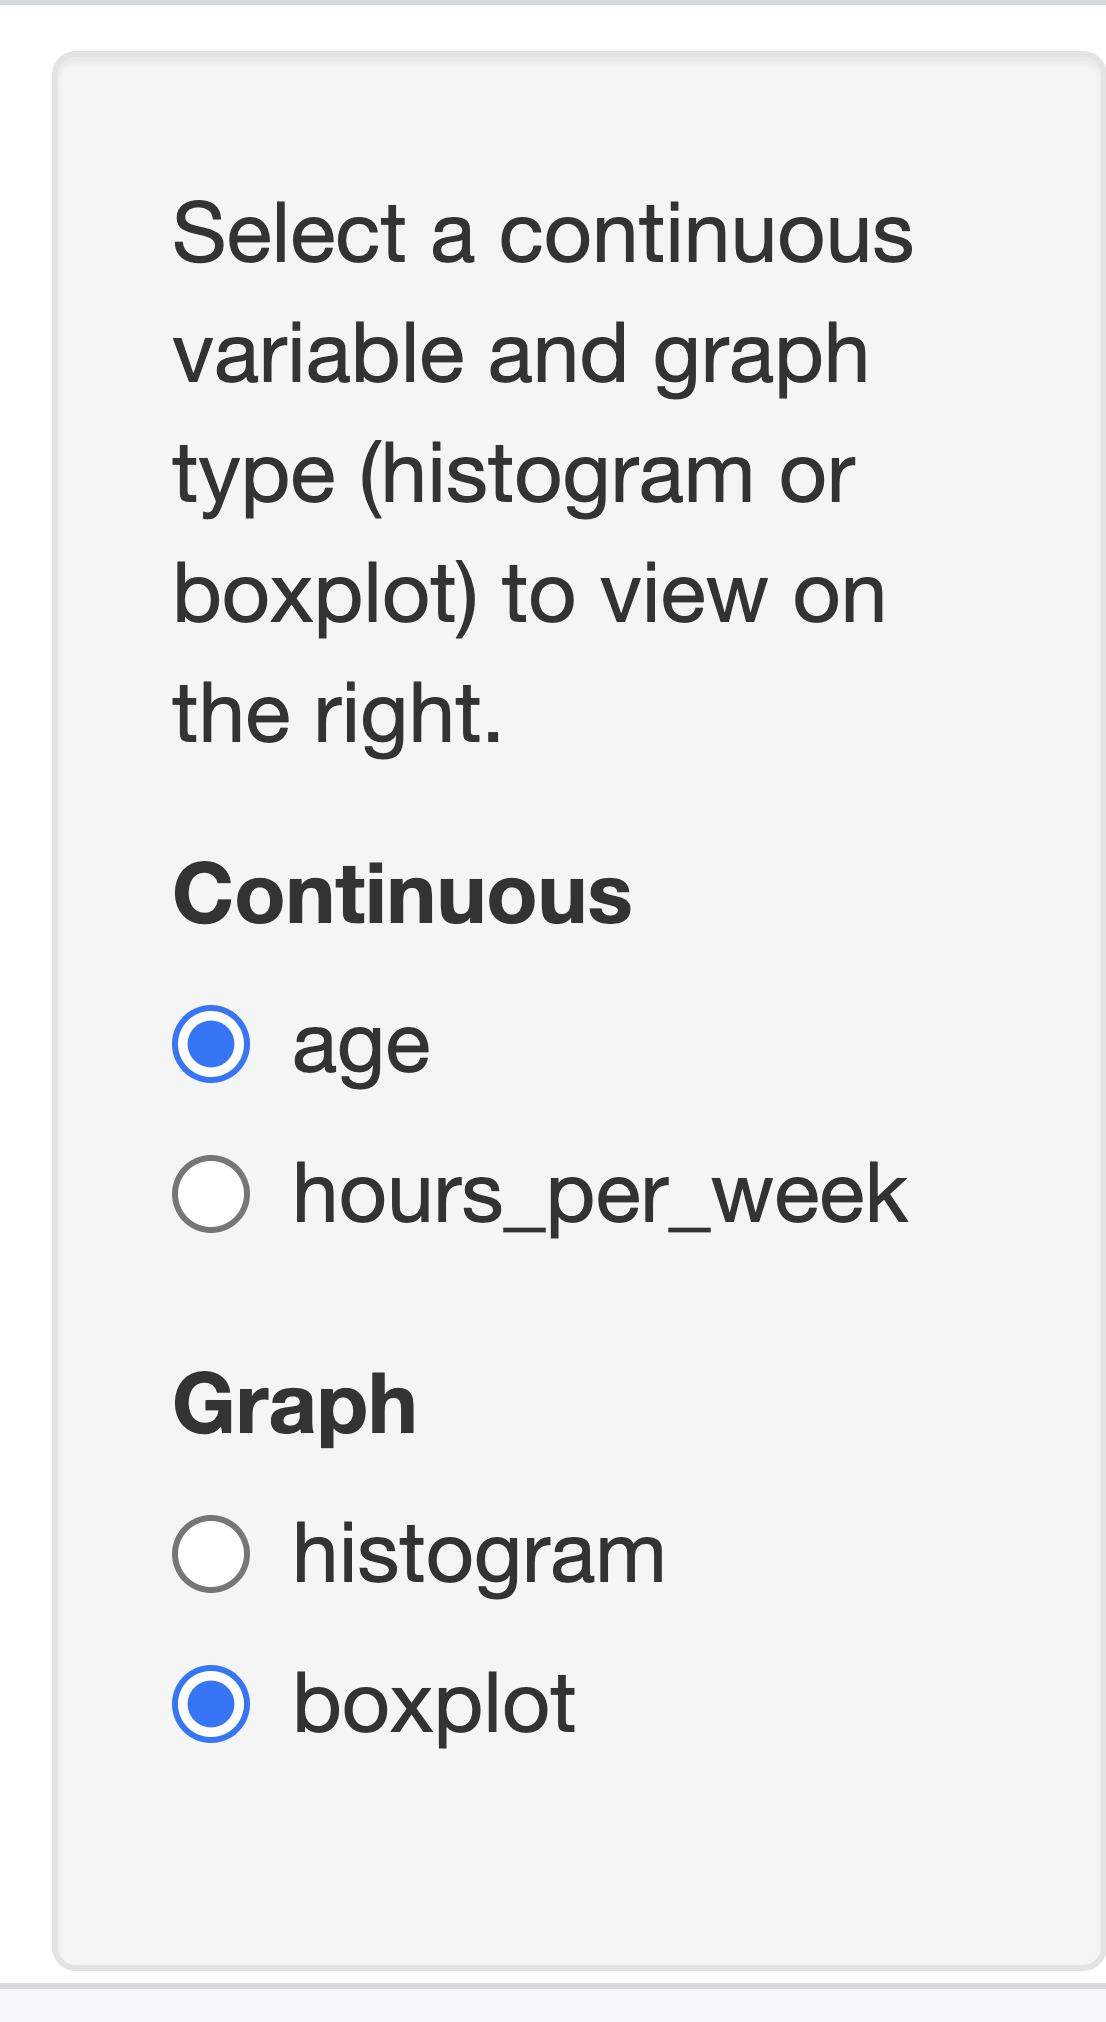 Select a continuous
variable and graph
type (histogram or
boxplot) to view on
the right.
Continuous
age
hours_per_week
Graph
histogram
boxplot